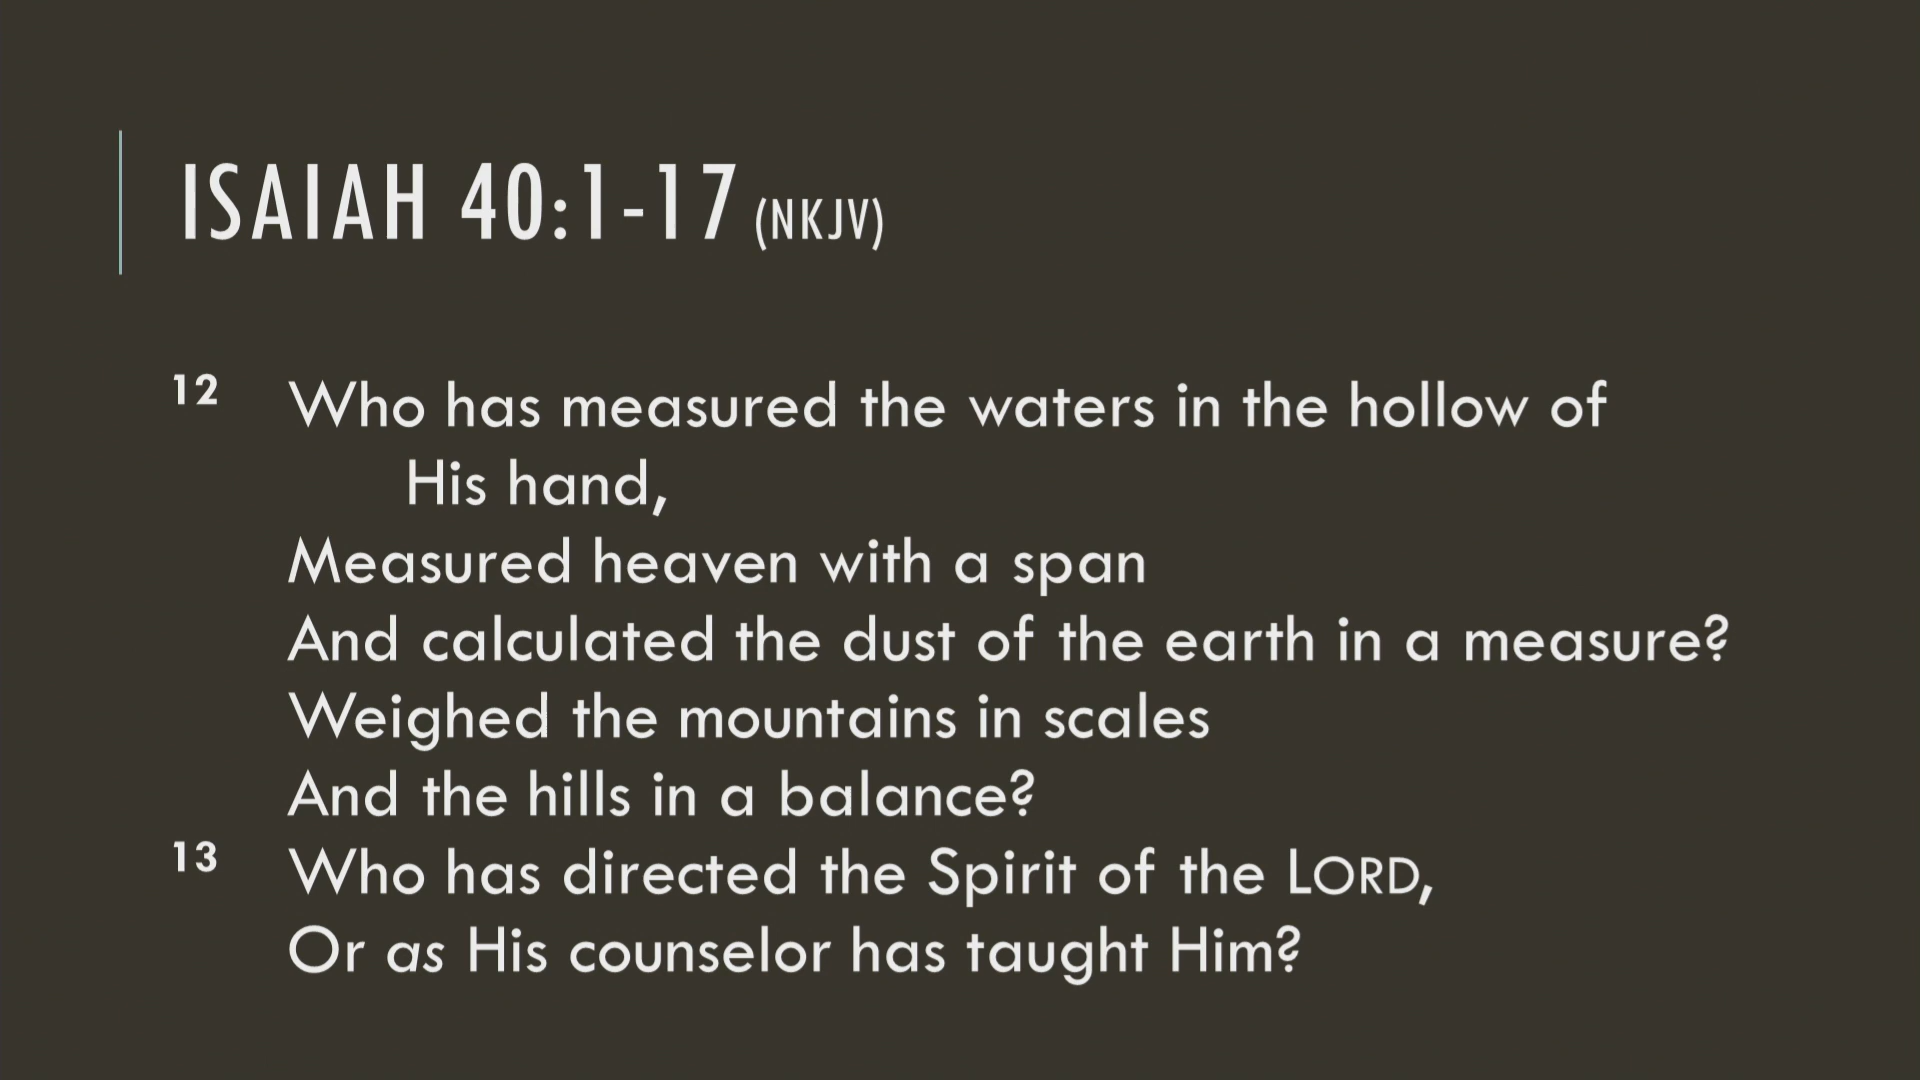 ISAIAH 40:1-17 (NKJV)
12 Who has measured the waters in the hollow of
His hand,
Measured heaven with a span
And calculated the dust of the earth in a measure?
Weighed the mountains in scales
And the hills in a balance?
13 Who has directed the Spirit of the LORD,
Or as His counselor has taught Him?